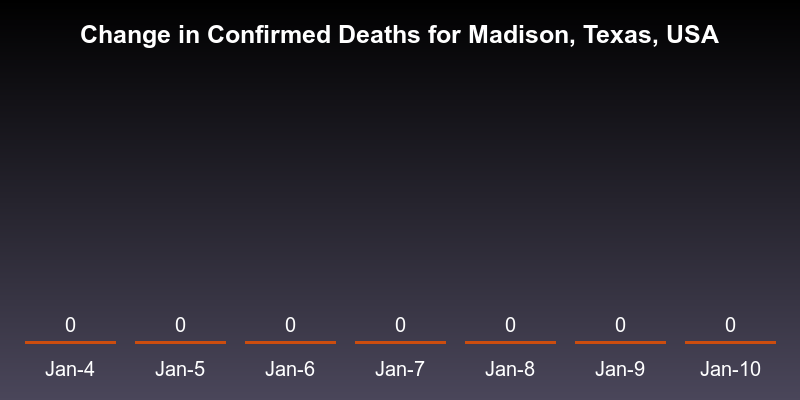 Change in Confirmed Deaths for Madison, Texas, USA
0 0 0 0 0 0 0
Jan-4 Jan-5 Jan-6 Jan-7 Jan-8 Jan-9 Jan-10